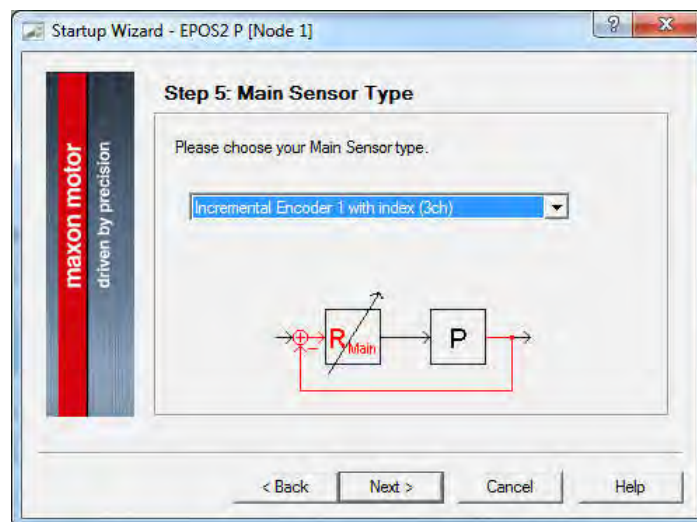 Startup Wizard - EPOS2 P [Node 1]
maxon motor
driven by precision
Step 5: Main Sensor Type
Please choose your Main Sensor type.
Incremental Encoder 1 with index (3ch)
R Main
P
< Back
Next >
Cancel
Help